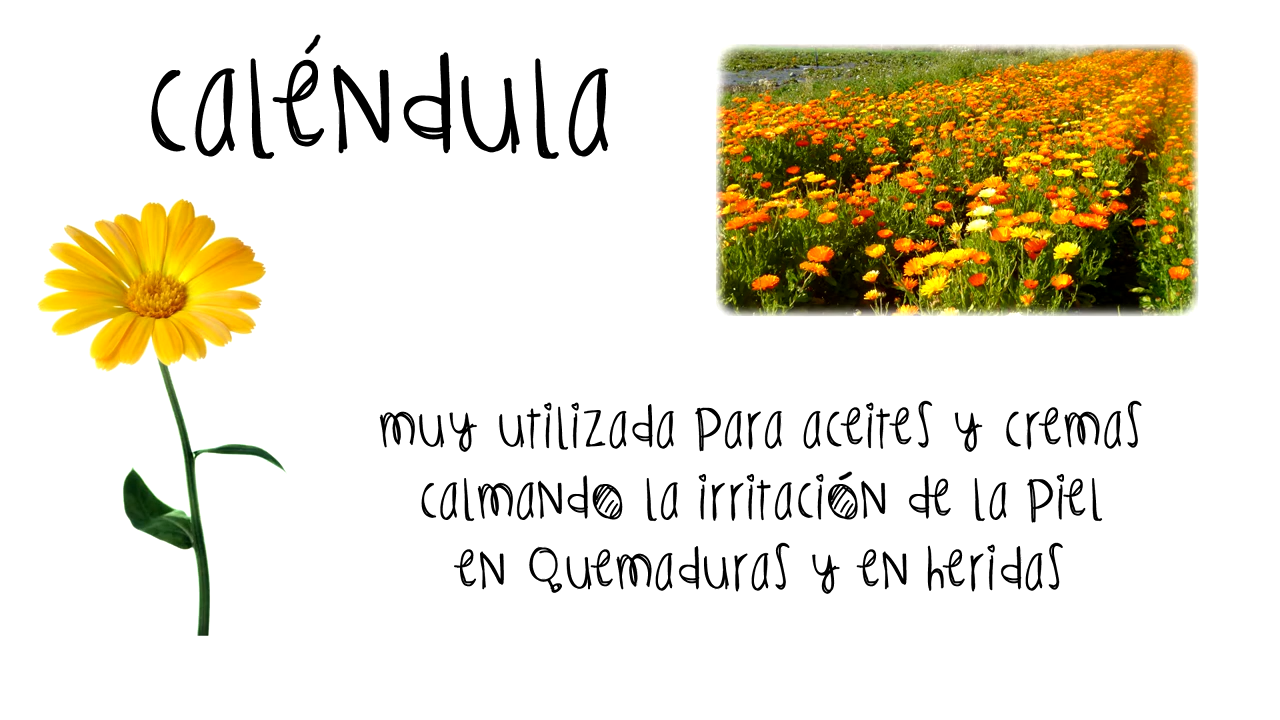 caléndula
muy utilizada para aceites y cremas
calmando la irritación de la piel
en quemaduras y en heridas